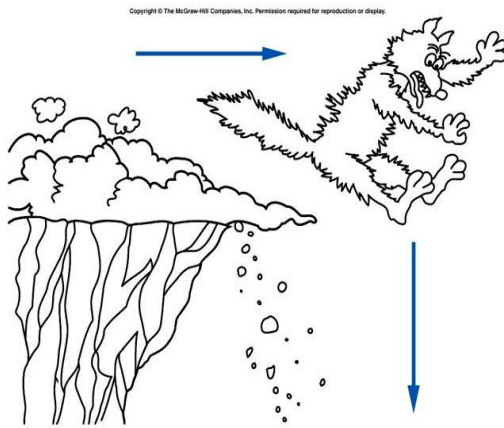 Copyright © The McGraw-Hill Companies, Inc. Permission required for reproduction or display.